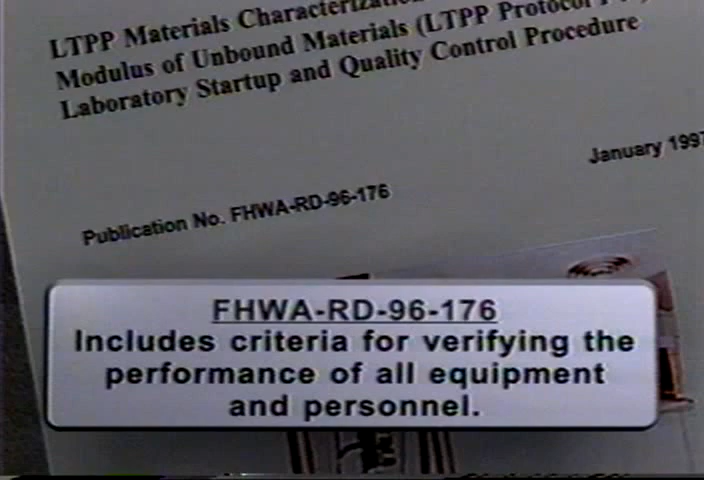 LTPP Materials
Modulus of Unbound Materials (LTPP Protocol
Laboratory Startup and Quality Control Procedure
January 1997
Publication No. FHWA-RD-96-176
FHWA-RD-96-176
Includes criteria for verifying the
performance of all equipment
and personnel.